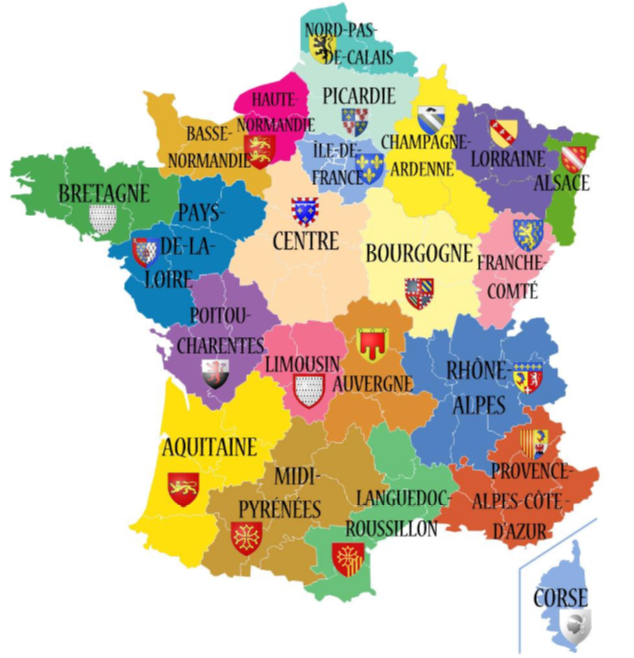 NORD-PAS-
DE-CALAIS
HAUTE-
NORMANDIE
PICARDIE
BASSE-
NORMANDIE
ÎLE-DE-
FRANCE
CHAMPAGNE-
ARDENNE
LORRAINE
ALSACE
BRETAGNE
PAYS-
DE-LA-
LOIRE
CENTRE
BOURGOGNE
FRANCHE-
COMTÉ
POITOU-
CHARENTES
LIMOUSIN
AUVERGNE
RHÔNE-
ALPES
AQUITAINE
MIDI-
PYRÉNÉES
LANGUEDOC-
ROUSSILLON
PROVENCE-
ALPES-CÔTE-
D'AZUR
CORSE